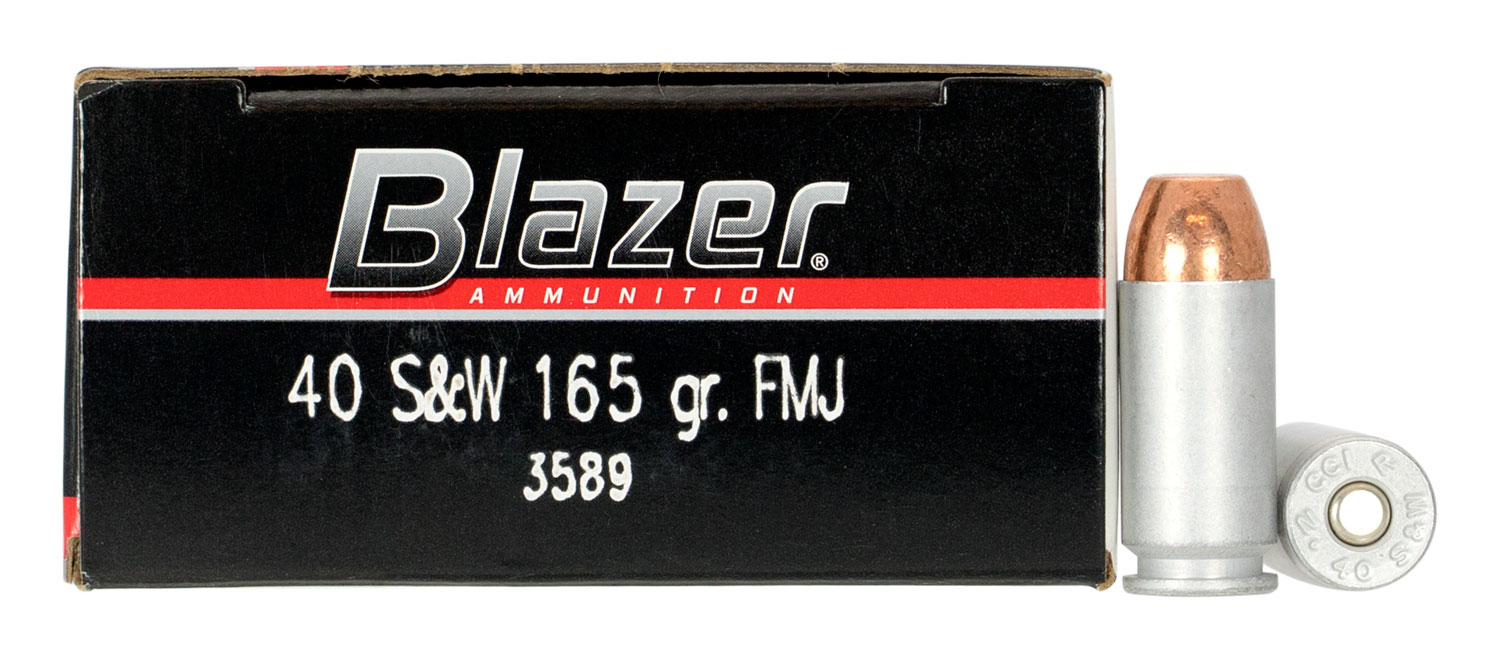 Blazer®
AMMUNITION
40 S&W 165 gr. FMJ
3589
CCI
40 S&W